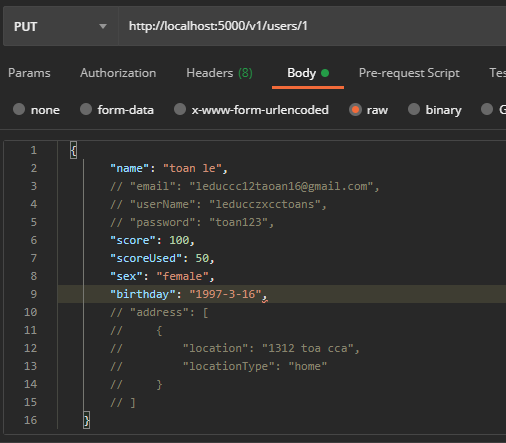 PUT http://localhost:5000/v1/users/1
Params Authorization Headers (8) Body Pre-request Script Tes
none form-data x-www-form-urlencoded raw binary G
1 {
2 "name": "toan le",
3 // "email": "leduccc12taoan16@gmail.com",
4 // "userName": "leducczxcctoans",
5 // "password": "toan123",
6 "score": 100,
7 "scoreUsed": 50,
8 "sex": "female",
9 "birthday": "1997-3-16",
10 // "address": [
11 // {
12 // "location": "1312 toa cca",
13 // "locationType": "home"
14 // }
15 // ]
16 }